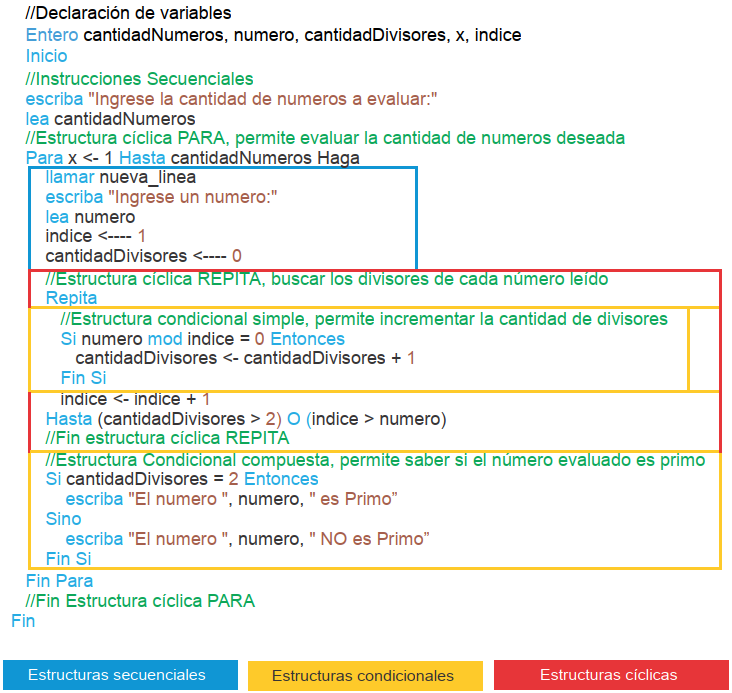 //Declaración de variables
Entero cantidadNumeros, numero, cantidadDivisores, x, indice
Inicio
//Instrucciones Secuenciales
escriba "Ingrese la cantidad de numeros a evaluar:"
lea cantidadNumeros
//Estructura cíclica PARA, permite evaluar la cantidad de numeros deseada
Para x <- 1 Hasta cantidadNumeros Haga
llamar nueva_linea
escriba "Ingrese un numero:"
lea numero
indice <---- 1
cantidadDivisores <---- 0
//Estructura cíclica REPITA, buscar los divisores de cada número leído
Repita
//Estructura condicional simple, permite incrementar la cantidad de divisores
Si numero mod indice = 0 Entonces
cantidadDivisores <- cantidadDivisores + 1
Fin Si
indice <- indice + 1
Hasta (cantidadDivisores > 2) O (indice > numero)
//Fin estructura cíclica REPITA
//Estructura Condicional compuesta, permite saber si el número evaluado es primo
Si cantidadDivisores = 2 Entonces
escriba "El numero ", numero, " es Primo”
Sino
escriba "El numero ", numero, " NO es Primo”
Fin Si
Fin Para
//Fin Estructura cíclica PARA
Fin
Estructuras secuenciales
Estructuras condicionales
Estructuras cíclicas